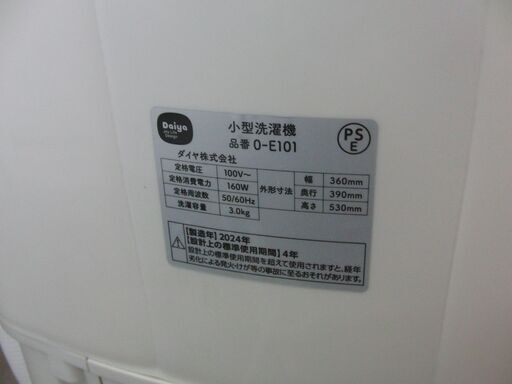 Daiya
小型洗濯機
品番 O-E101
PS
E
ダイヤ株式会社
定格電圧 100V～
定格消費電力 160W
定格周波数 50/60Hz
洗濯容量 3.0kg
外形寸法
幅 360mm
奥行 390mm
高さ 530mm
【製造年】2024年
【設計上の標準使用期間】4年
設計上の標準使用期間を超えて使用されますと、経年
劣化による発火・けが等の事故に至るおそれがあります。